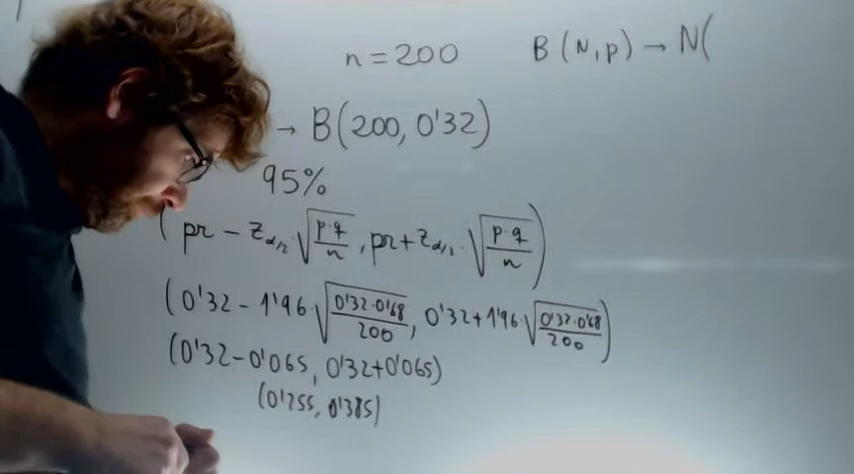 n = 200 B(N,p) → N(
→ B(200, 0'32)
95%
(pr - z_{α/2} · √(p·q/n), pr + z_{α/2} · √(p·q/n))
(0'32 - 1'96 · √(0'32·0'68/200), 0'32 + 1'96 · √(0'32·0'68/200))
(0'32 - 0'065, 0'32 + 0'065)
(0'255, 0'385)